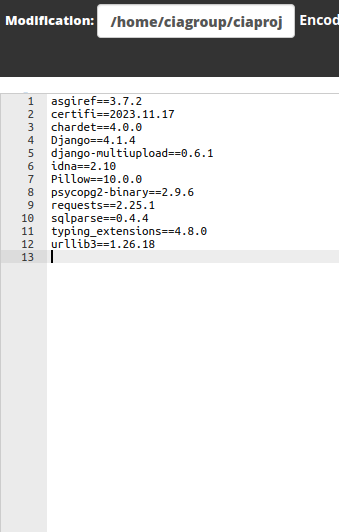 Modification: /home/ciagroup/ciaproj Encod
1 asgiref==3.7.2
2 certifi==2023.11.17
3 chardet==4.0.0
4 Django==4.1.4
5 django-multiupload==0.6.1
6 idna==2.10
7 Pillow==10.0.0
8 psycopg2-binary==2.9.6
9 requests==2.25.1
10 sqlparse==0.4.4
11 typing_extensions==4.8.0
12 urllib3==1.26.18
13